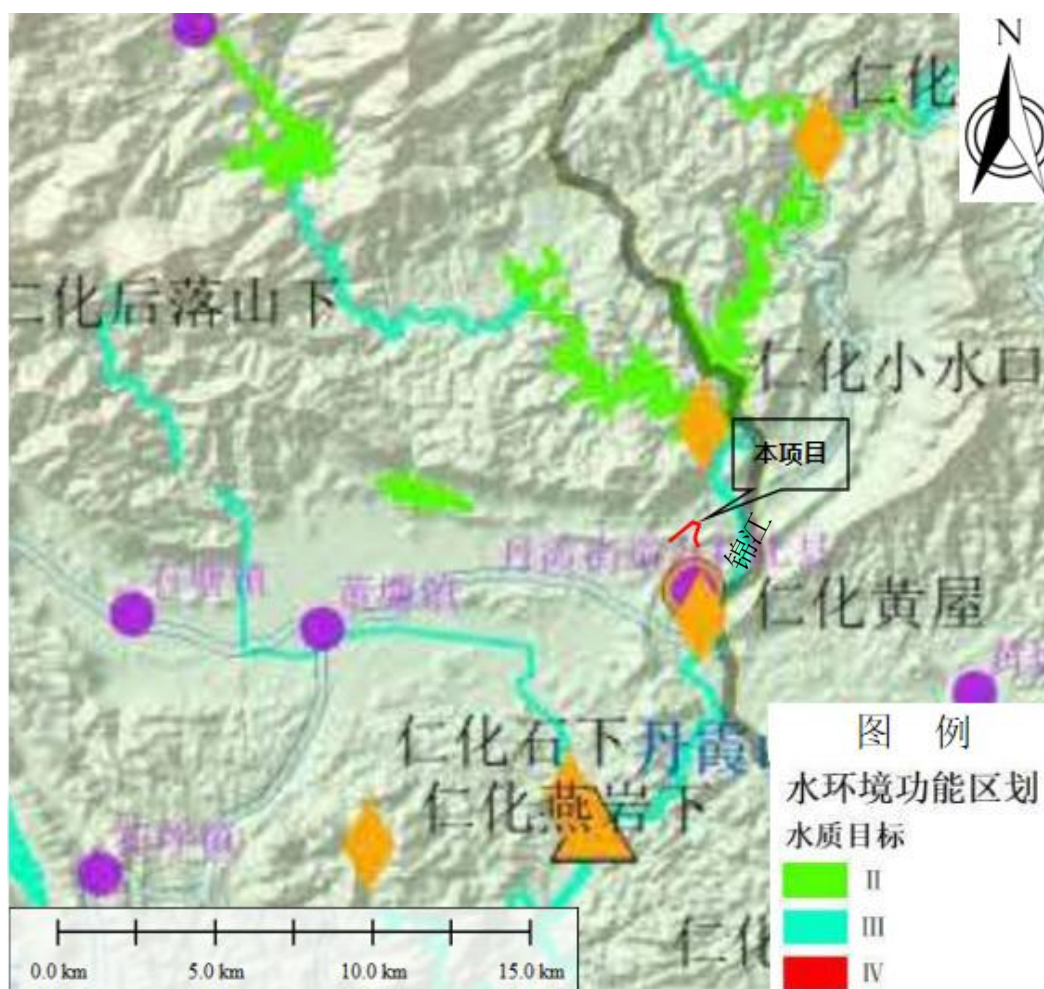 N
仁化
仁化后落山下
仁化小水口
本项目
锦江
仁化黄屋
仁化石下
丹霞
仁化燕岩下
仁化
图 例
水环境功能区划
水质目标
II
III
IV
0.0 km
5.0 km
10.0 km
15.0 km